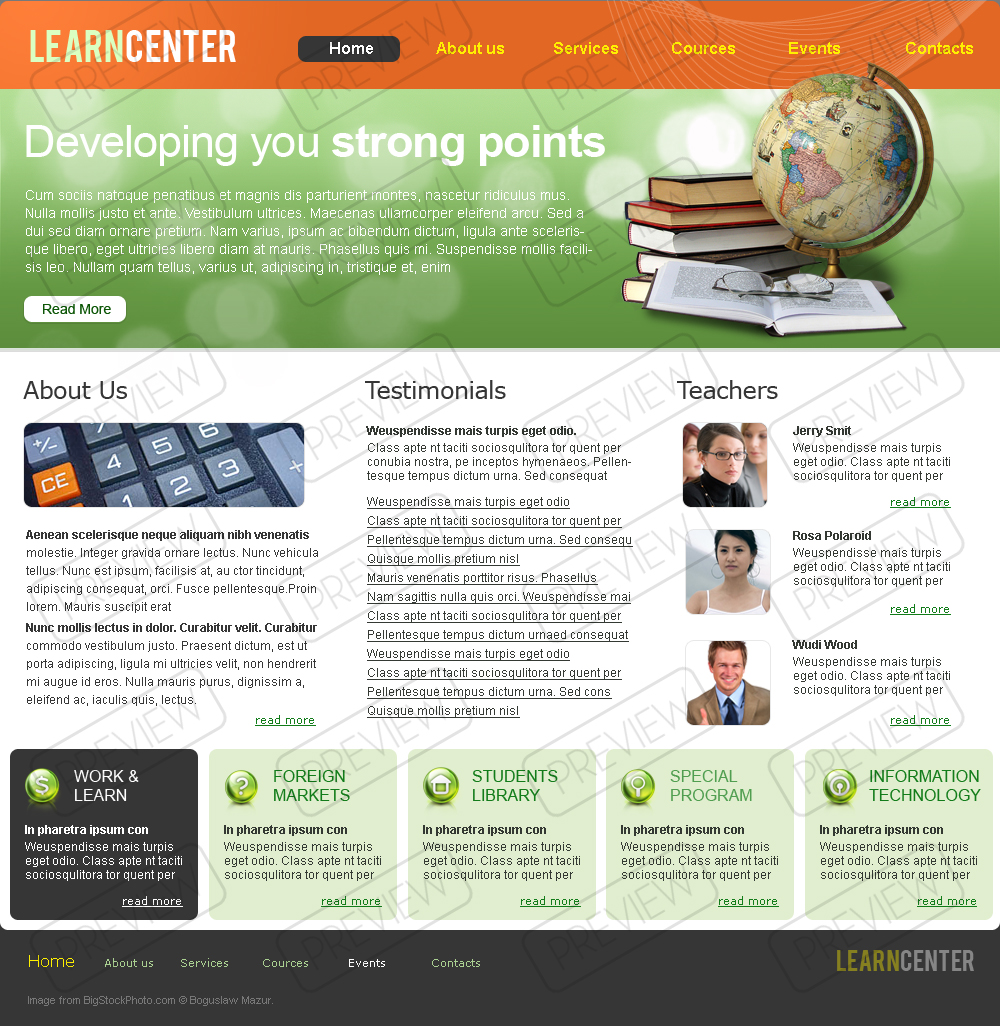 LEARNCENTER
Home
About us
Services
Cources
Events
Contacts
Developing you strong points
Cum sociis natoque penatibus et magnis dis parturient montes, nascetur ridiculus mus.
Nulla mollis justo et ante. Vestibulum ultrices. Maecenas ullamcorper eleifend arcu. Sed a
dui sed diam ornare pretium. Nam varius, ipsum ac bibendum dictum, ligula ante sceleris-
que libero, eget ultricies libero diam at mauris. Phasellus quis mi. Suspendisse mollis facili-
sis leo. Nullam quam tellus, varius ut, adipiscing in, tristique et, enim
Read More
About Us
+/-
4
5
6
CE
1
2
3
+
Aenean scelerisque neque aliquam nibh venenatis
molestie. Integer gravida ornare lectus. Nunc vehicula
tellus. Nunc est ipsum, facilisis at, au ctor tincidunt,
adipiscing consequat, orci. Fusce pellentesque.Proin
lorem. Mauris suscipit erat
Nunc mollis lectus in dolor. Curabitur velit. Curabitur
commodo vestibulum justo. Praesent dictum, est ut
porta adipiscing, ligula mi ultricies velit, non hendrerit
mi augue id eros. Nulla mauris purus, dignissim a,
eleifend ac, iaculis quis, lectus.
read more
Testimonials
Weuspendisse mais turpis eget odio.
Class apte nt taciti sociosqulitora tor quent per
conubia nostra, pe inceptos hymenaeos. Pellen-
tesque tempus dictum urna. Sed consequat
Weuspendisse mais turpis eget odio
Class apte nt taciti sociosqulitora tor quent per
Pellentesque tempus dictum urna. Sed consequ
Quisque mollis pretium nisl
Mauris venenatis porttitor risus. Phasellus
Nam sagittis nulla quis orci. Weuspendisse mai
Class apte nt taciti sociosqulitora tor quent per
Pellentesque tempus dictum urnaed consequat
Weuspendisse mais turpis eget odio
Class apte nt taciti sociosqulitora tor quent per
Pellentesque tempus dictum urna. Sed cons
Quisque mollis pretium nisl
Teachers
Jerry Smit
Weuspendisse mais turpis
eget odio. Class apte nt taciti
sociosqulitora tor quent per
read more
Rosa Polaroid
Weuspendisse mais turpis
eget odio. Class apte nt taciti
sociosqulitora tor quent per
read more
Wudi Wood
Weuspendisse mais turpis
eget odio. Class apte nt taciti
sociosqulitora tor quent per
read more
$
WORK &
LEARN
In pharetra ipsum con
Weuspendisse mais turpis
eget odio. Class apte nt taciti
sociosqulitora tor quent per
read more
?
FOREIGN
MARKETS
In pharetra ipsum con
Weuspendisse mais turpis
eget odio. Class apte nt taciti
sociosqulitora tor quent per
read more
STUDENTS
LIBRARY
In pharetra ipsum con
Weuspendisse mais turpis
eget odio. Class apte nt taciti
sociosqulitora tor quent per
read more
SPECIAL
PROGRAM
In pharetra ipsum con
Weuspendisse mais turpis
eget odio. Class apte nt taciti
sociosqulitora tor quent per
read more
INFORMATION
TECHNOLOGY
In pharetra ipsum con
Weuspendisse mais turpis
eget odio. Class apte nt taciti
sociosqulitora tor quent per
read more
Home
About us
Services
Cources
Events
Contacts
LEARNCENTER
Image from BigStockPhoto.com © Boguslaw Mazur.
PREVIEW